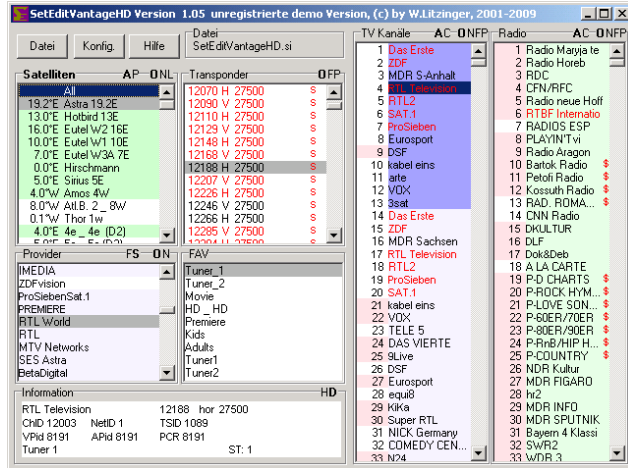 SetEditVantageHD Version 1.05 unregistrierte demo Version, (c) by W.Litzinger, 2001-2009
Datei
Konfig.
Hilfe
Datei
SetEditVantageHD.si
Satelliten AP ONL
All
19.2°E Astra 19.2E
13.0°E Hotbird 13E
16.0°E Eutel W2 16E
10.0°E Eutel W1 10E
7.0°E Eutel W3A 7E
0.0°E Hirschmann
5.0°E Sirius 5E
4.0°W Amos 4W
8.0°W Atl.B. 2 _ 8W
0.1°W Thor 1w
4.0°E 4e _ 4e (D2)
Transponder OFP
12070 H 27500 S
12090 V 27500 S
12110 H 27500 S
12129 V 27500 S
12148 H 27500 S
12168 V 27500 S
12188 H 27500 S
12207 V 27500 S
12226 H 27500 S
12246 V 27500 S
12266 H 27500 S
12285 V 27500 S
12304 H 27500 S
Provider FS ON
IMEDIA
ZDFvision
ProSiebenSat.1
PREMIERE
RTL World
RTL
MTV Networks
SES Astra
BetaDigital
FAV
Tuner_1
Tuner_2
Movie
HD _ HD
Premiere
Kids
Adults
Tuner1
Tuner2
Information HD
RTL Television 12188 hor 27500
ChID 12003 NetID 1 TSID 1089
VPid 8191 APid 8191 PCR 8191
Tuner 1 ST: 1
TV Kanäle AC ONFP
1 Das Erste
2 ZDF
3 MDR S-Anhalt
4 RTL Television
5 RTL2
6 SAT.1
7 ProSieben
8 Eurosport
9 DSF
10 kabel eins
11 arte
12 VOX
13 3sat
14 Das Erste
15 ZDF
16 MDR Sachsen
17 RTL Television
18 RTL2
19 ProSieben
20 SAT.1
21 kabel eins
22 VOX
23 TELE 5
24 DAS VIERTE
25 9Live
26 DSF
27 Eurosport
28 equi8
29 KiKa
30 Super RTL
31 NICK Germany
32 COMEDY CEN...
33 N24
Radio AC ONFP
1 Radio Maryja te
2 Radio Horeb
3 RDC
4 CFN/RFC
5 Radio neue Hoff
6 RTBF Internatio
7 RADIOS ESP
8 PLAYIN'Tvi
9 Radio Aragon
10 Bartok Radio $
11 Petofi Radio $
12 Kossuth Radio $
13 RAD. ROMA... $
14 CNN Radio
15 DKULTUR
16 DLF
17 Dok&Deb
18 A LA CARTE
19 P-D CHARTS $
20 P-ROCK HYM... $
21 P-LOVE SON... $
22 P-60ER/70ER $
23 P-80ER/90ER $
24 P-RnB/HIP H... $
25 P-COUNTRY $
26 NDR Kultur
27 MDR FIGARO
28 hr2
29 MDR INFO
30 MDR SPUTNIK
31 Bayern 4 Klassi
32 SWR2
33 WDR 3